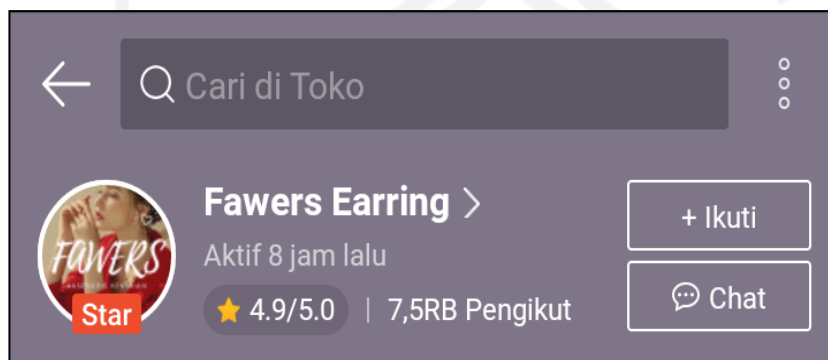 Cari di Toko
Fawers Earring
+ Ikuti
Aktif 8 jam lalu
FAWERS
Star
4.9/5.0 | 7,5RB Pengikut
Chat